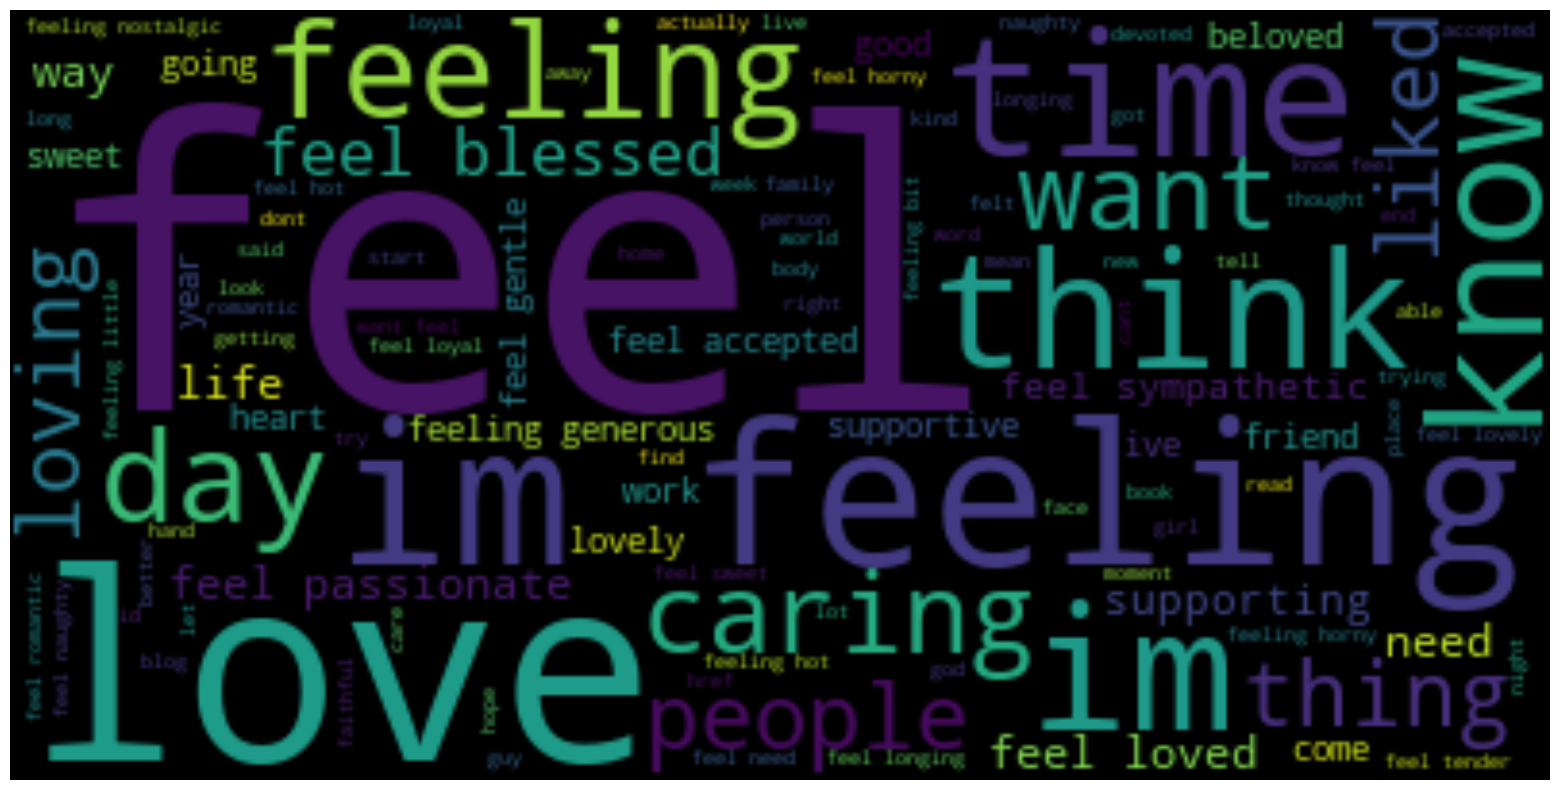 feeling nostalgic
loyal
actually
live
naughty
devoted
beloved
liked
accepted
way
going
feeling
away
good
feel horny
time
know
long
longing
kind
got
sweet
feel blessed
feel
want
know feel
feel hot
week
family
feeling bit
felt
thought
end
dont
feel gentle
person
word
said
start
home
world
loving
year
body
think
mean
new
tell
look
romantic
right
cant
able
feeling little
getting
want feel
feel loyal
feel accepted
life
feel sympathetic
trying
heart
day
try
im feeling
feeling generous
supportive
ive
friend
place
feel lovely
find
work
face
book
read
girl
hand
lovely
feel romantic
feel naughty
better
feel passionate
feel sweet
moment
love
id
let
care
caring
lot
im
supporting
feeling horny
need
blog
faithful
hope
feeling hot
href
god
thing
night
people
guy
feel need
feel longing
feel loved
come
feel tender